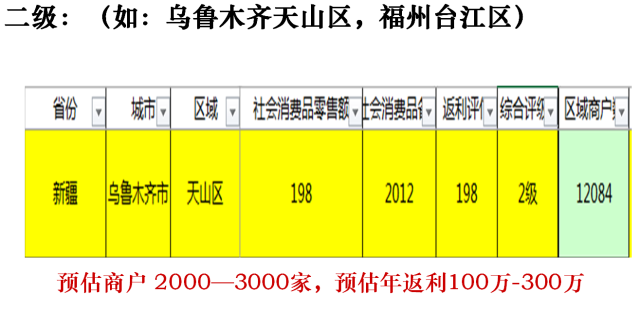 二级：（如：乌鲁木齐天山区，福州台江区）
省份 城市 区域 社会消费品零售额 社会消费品 返利评 综合评级 区域商户
新疆 乌鲁木齐市 天山区 198 2012 198 2级 12084
预估商户 2000—3000家，预估年返利100万-300万